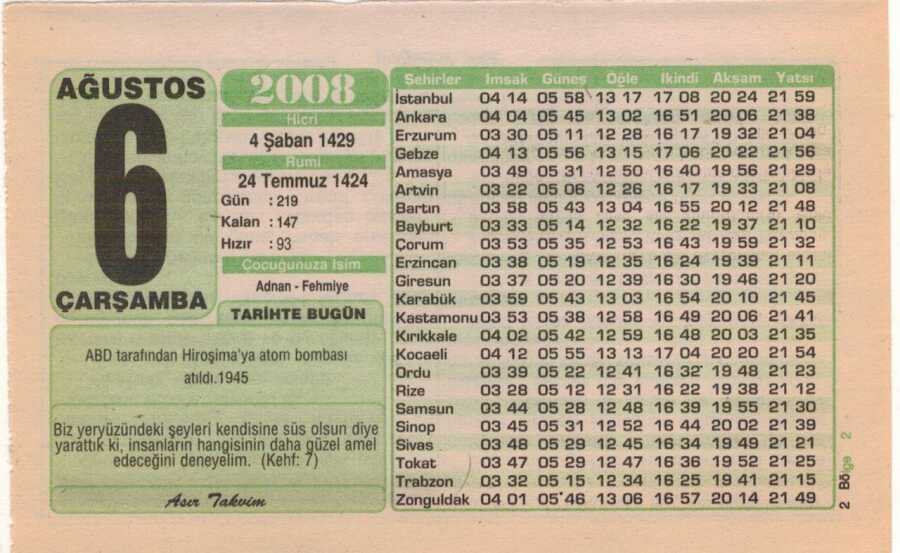 AĞUSTOS
6
ÇARŞAMBA
2008
Hicri
4 Şaban 1429
Rumi
24 Temmuz 1424
Gün : 219
Kalan : 147
Hızır : 93
Çocuğunuza İsim
Adnan - Fehmiye
TARİHTE BUGÜN
ABD tarafından Hiroşima'ya atom bombası
atıldı.1945
Biz yeryüzündeki şeyleri kendisine süs olsun diye
yarattık ki, insanların hangisinin daha güzel amel
edeceğini deneyelim. (Kehf: 7)
Asır Takvim
Şehirler İmsak Güneş Öğle İkindi Akşam Yatsı
İstanbul 04 14 05 58 13 17 17 08 20 24 21 59
Ankara 04 04 05 45 13 02 16 51 20 06 21 38
Erzurum 03 30 05 11 12 28 16 17 19 32 21 04
Gebze 04 13 05 56 13 15 17 06 20 22 21 56
Amasya 03 49 05 31 12 50 16 40 19 56 21 29
Artvin 03 22 05 06 12 26 16 17 19 33 21 08
Bartın 03 58 05 43 13 04 16 55 20 12 21 48
Bayburt 03 33 05 14 12 32 16 22 19 37 21 10
Çorum 03 53 05 35 12 53 16 43 19 59 21 32
Erzincan 03 38 05 19 12 35 16 24 19 39 21 11
Giresun 03 37 05 20 12 39 16 30 19 46 21 20
Karabük 03 59 05 43 13 03 16 54 20 10 21 45
Kastamonu 03 53 05 38 12 58 16 49 20 06 21 41
Kırıkkale 04 02 05 42 12 59 16 48 20 03 21 35
Kocaeli 04 12 05 55 13 13 17 04 20 20 21 54
Ordu 03 39 05 22 12 41 16 32 19 48 21 23
Rize 03 28 05 12 12 31 16 22 19 38 21 12
Samsun 03 44 05 28 12 48 16 39 19 55 21 30
Sinop 03 45 05 31 12 52 16 44 20 02 21 39
Sivas 03 48 05 29 12 45 16 34 19 49 21 21
Tokat 03 47 05 29 12 47 16 36 19 52 21 25
Trabzon 03 32 05 15 12 34 16 25 19 41 21 15
Zonguldak 04 01 05 46 13 06 16 57 20 14 21 49
2 Bölge 2